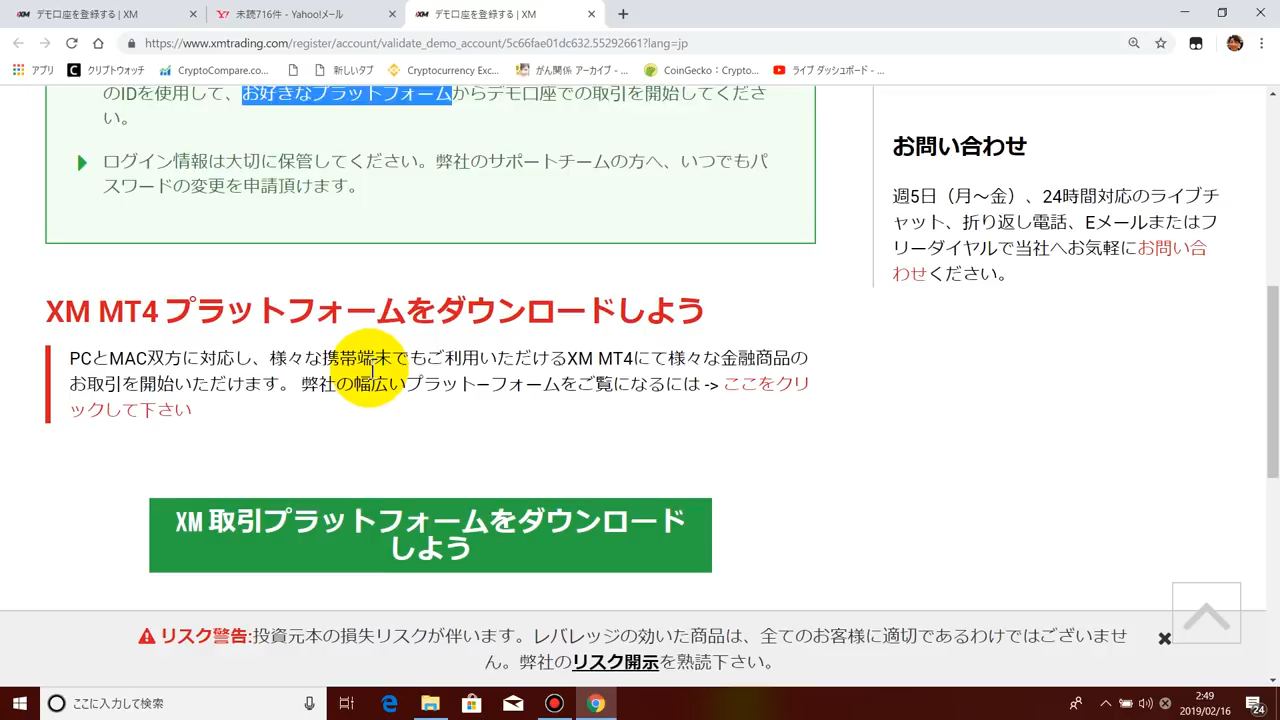 デモ口座を登録する | XM
未読716件 - Yahoo!メール
デモ口座を登録する | XM
https://www.xmtrading.com/register/account/validate_demo_account/5c66fae01dc632.55292661?lang=jp
アプリ
クリプトウォッチ
CryptoCompare.co...
新しいタブ
Cryptocurrency Exc...
がん関係 アーカイブ - ...
CoinGecko : Crypto...
ライブ ダッシュボード - ...
のIDを使用して、お好きなプラットフォームからデモ口座での取引を開始してくださ
い。
ログイン情報は大切に保管してください。弊社のサポートチームの方へ、いつでもパ
スワードの変更を申請頂けます。
お問い合わせ
週5日（月～金）、24時間対応のライブチ
ャット、折り返し電話、Eメールまたはフ
リーダイヤルで当社へお気軽にお問い合
わせください。
XM MT4 プラットフォームをダウンロードしよう
PCとMAC双方に対応し、様々な携帯端末でもご利用いただけるXM MT4にて様々な金融商品の
お取引を開始いただけます。 弊社の幅広いプラットーフォームをご覧になるには -> ここをクリ
ックして下さい
XM 取引プラットフォームをダウンロード
しよう
リスク警告:投資元本の損失リスクが伴います。レバレッジの効いた商品は、全てのお客様に適切であるわけではございませ
ん。弊社のリスク開示を熟読下さい。
ここに入力して検索
2:49
2019/02/16
24